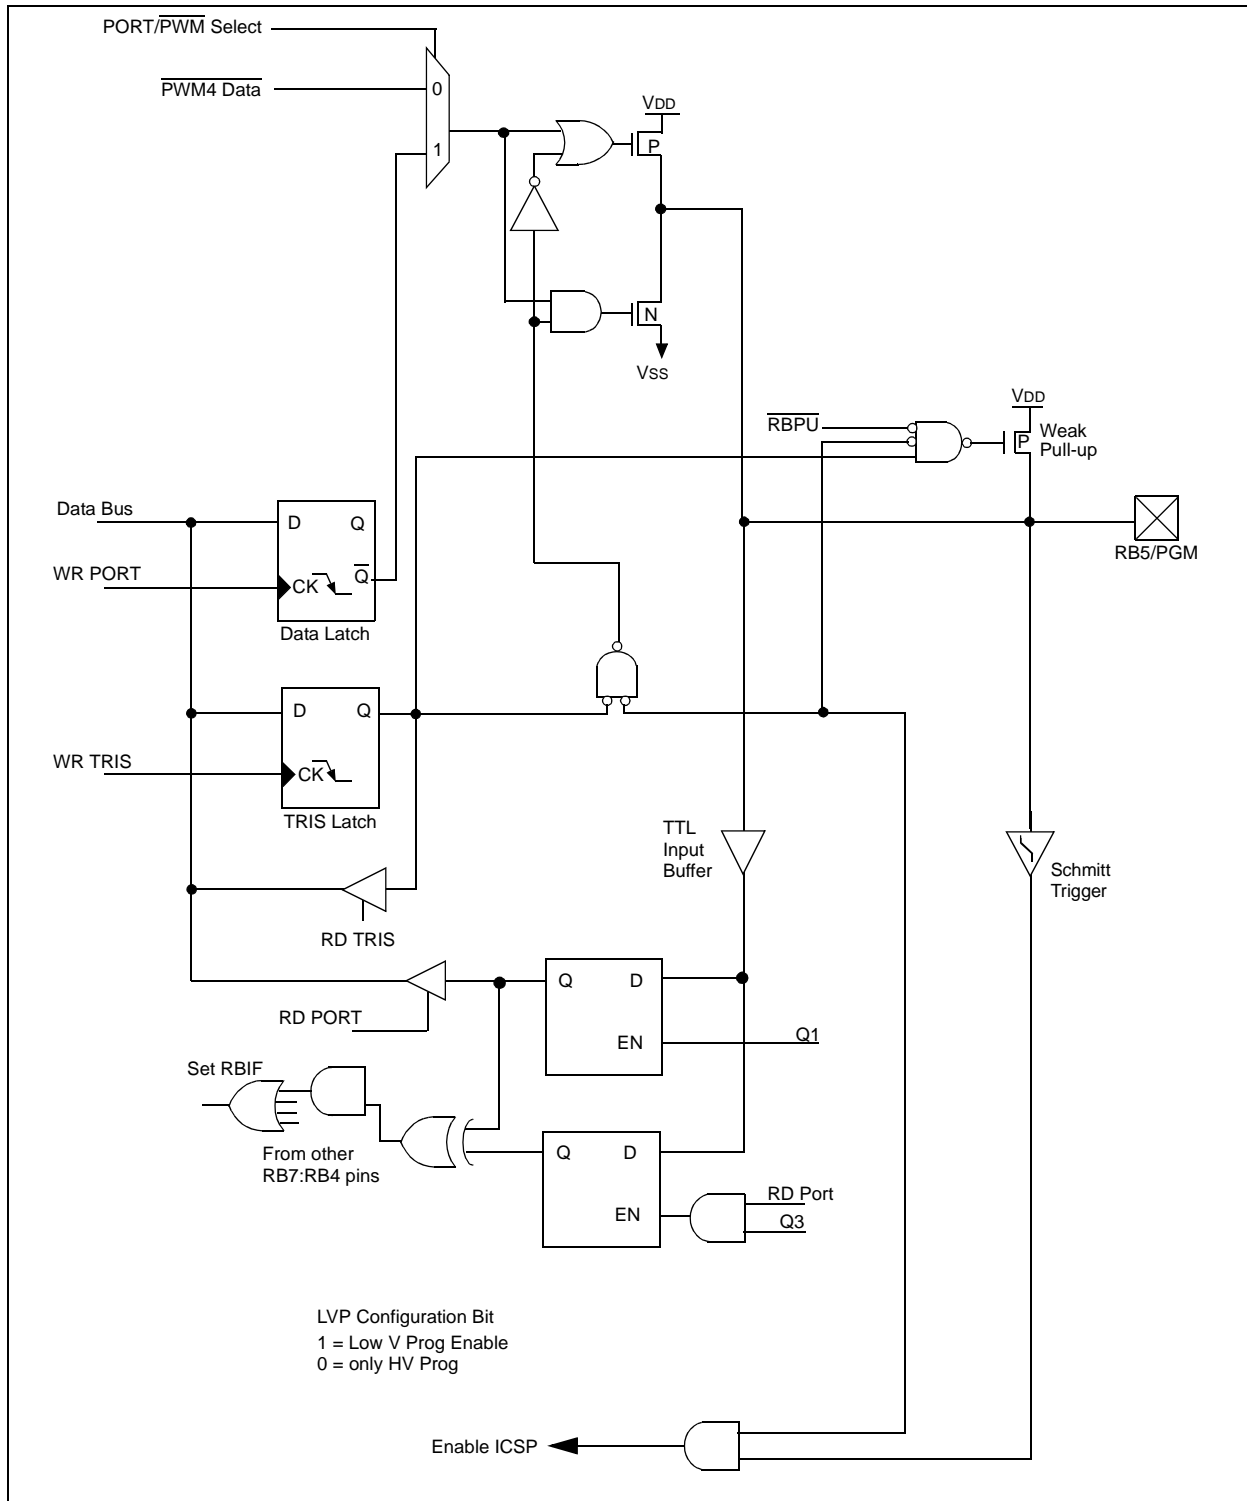 PORT/PWM Select
PWM4 Data
0
1
VDD
P
N
VSS
VDD
RBPU
P
Weak
Pull-up
Data Bus
D
Q
WR PORT
CK
Q
RB5/PGM
Data Latch
D
Q
WR TRIS
CK
TRIS Latch
TTL
Input
Buffer
Schmitt
Trigger
RD TRIS
Q
D
RD PORT
EN
Q1
Set RBIF
From other
RB7:RB4 pins
Q
D
RD Port
EN
Q3
LVP Configuration Bit
1 = Low V Prog Enable
0 = only HV Prog
Enable ICSP